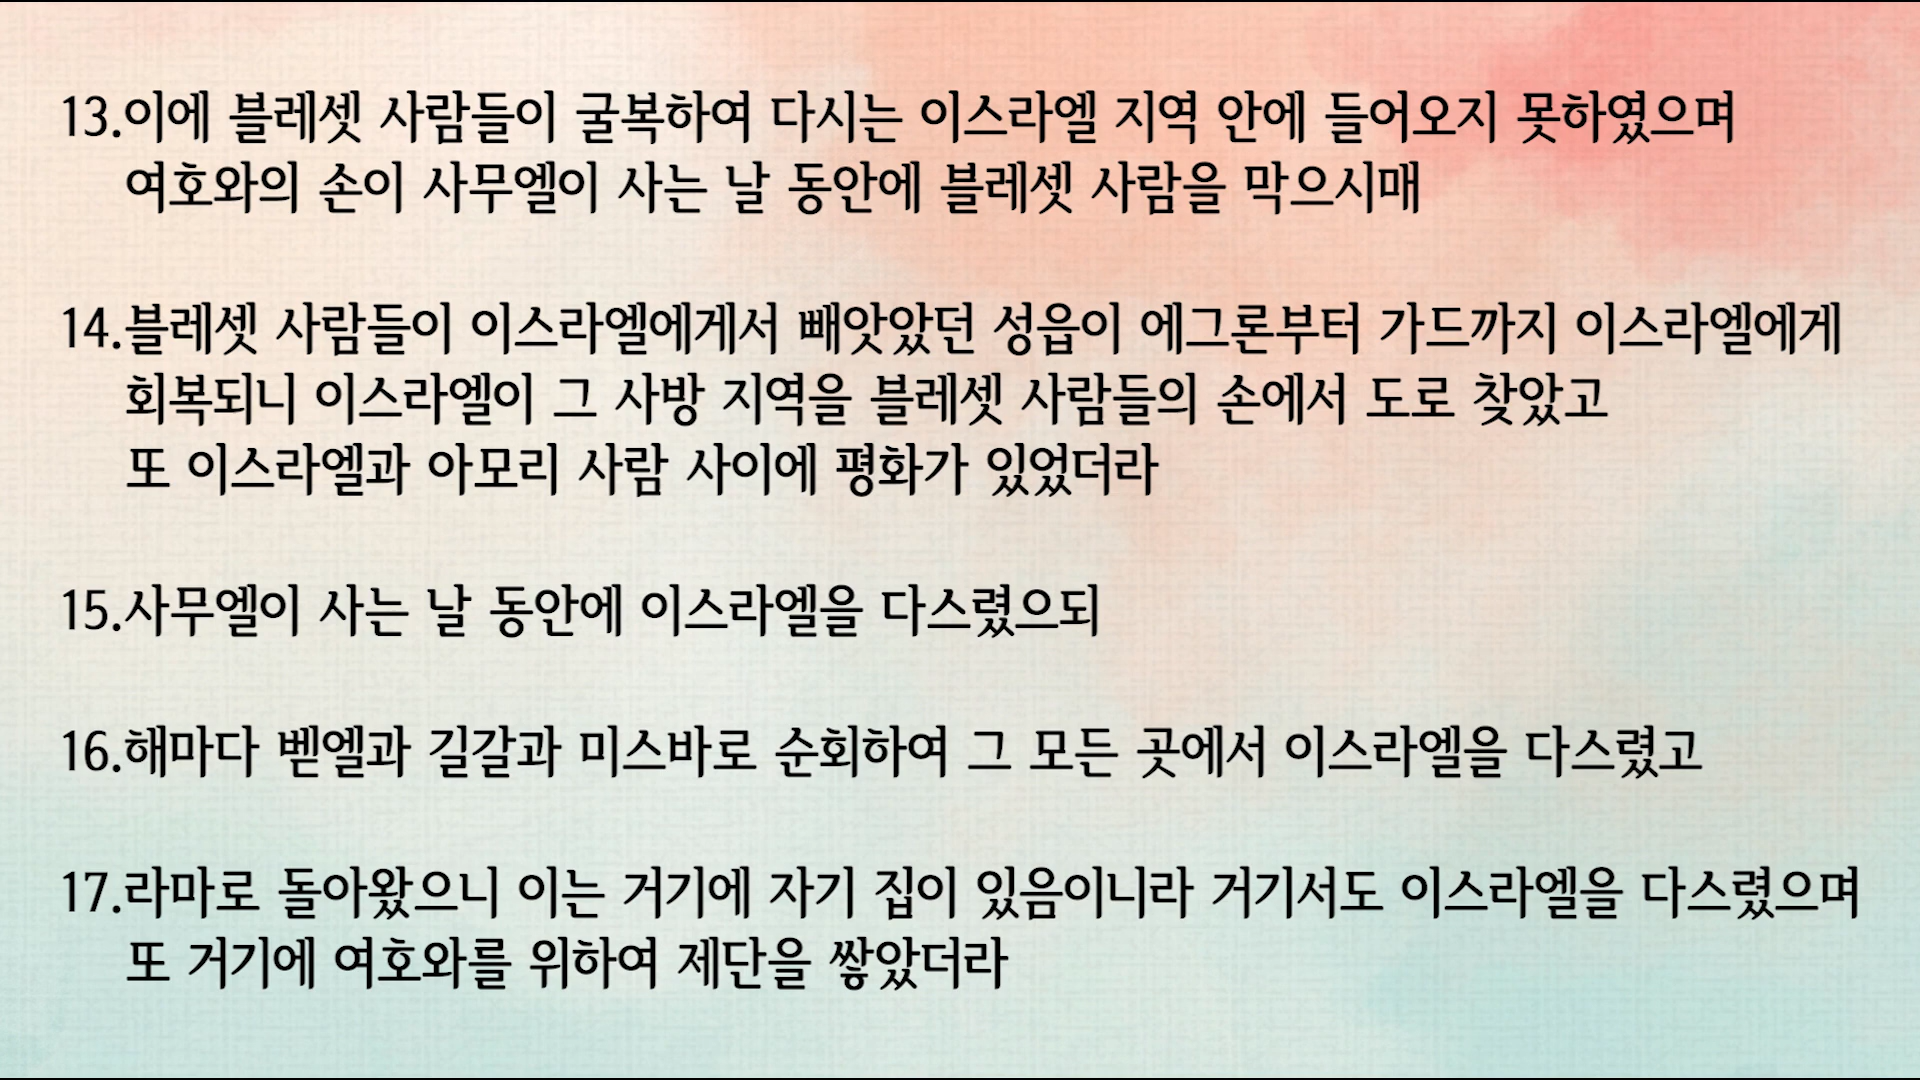 13.이에 블레셋 사람들이 굴복하여 다시는 이스라엘 지역 안에 들어오지 못하였으며
여호와의 손이 사무엘이 사는 날 동안에 블레셋 사람을 막으시매
14.블레셋 사람들이 이스라엘에게서 빼앗았던 성읍이 에그론부터 가드까지 이스라엘에게
회복되니 이스라엘이 그 사방 지역을 블레셋 사람들의 손에서 도로 찾았고
또 이스라엘과 아모리 사람 사이에 평화가 있었더라
15.사무엘이 사는 날 동안에 이스라엘을 다스렸으되
16.해마다 벧엘과 길갈과 미스바로 순회하여 그 모든 곳에서 이스라엘을 다스렸고
17.라마로 돌아왔으니 이는 거기에 자기 집이 있음이니라 거기서도 이스라엘을 다스렸으며
또 거기에 여호와를 위하여 제단을 쌓았더라